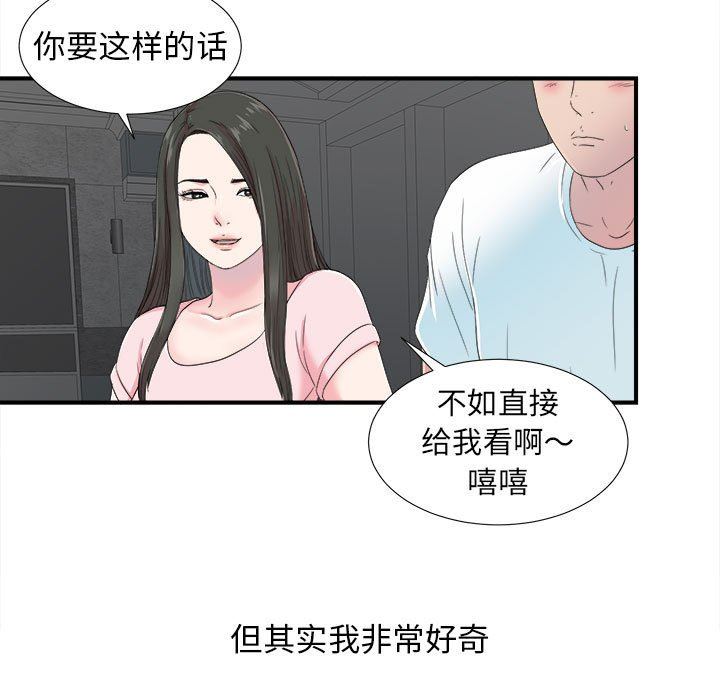 你要这样的话
不如直接
给我看啊～
嘻嘻
但其实我非常好奇